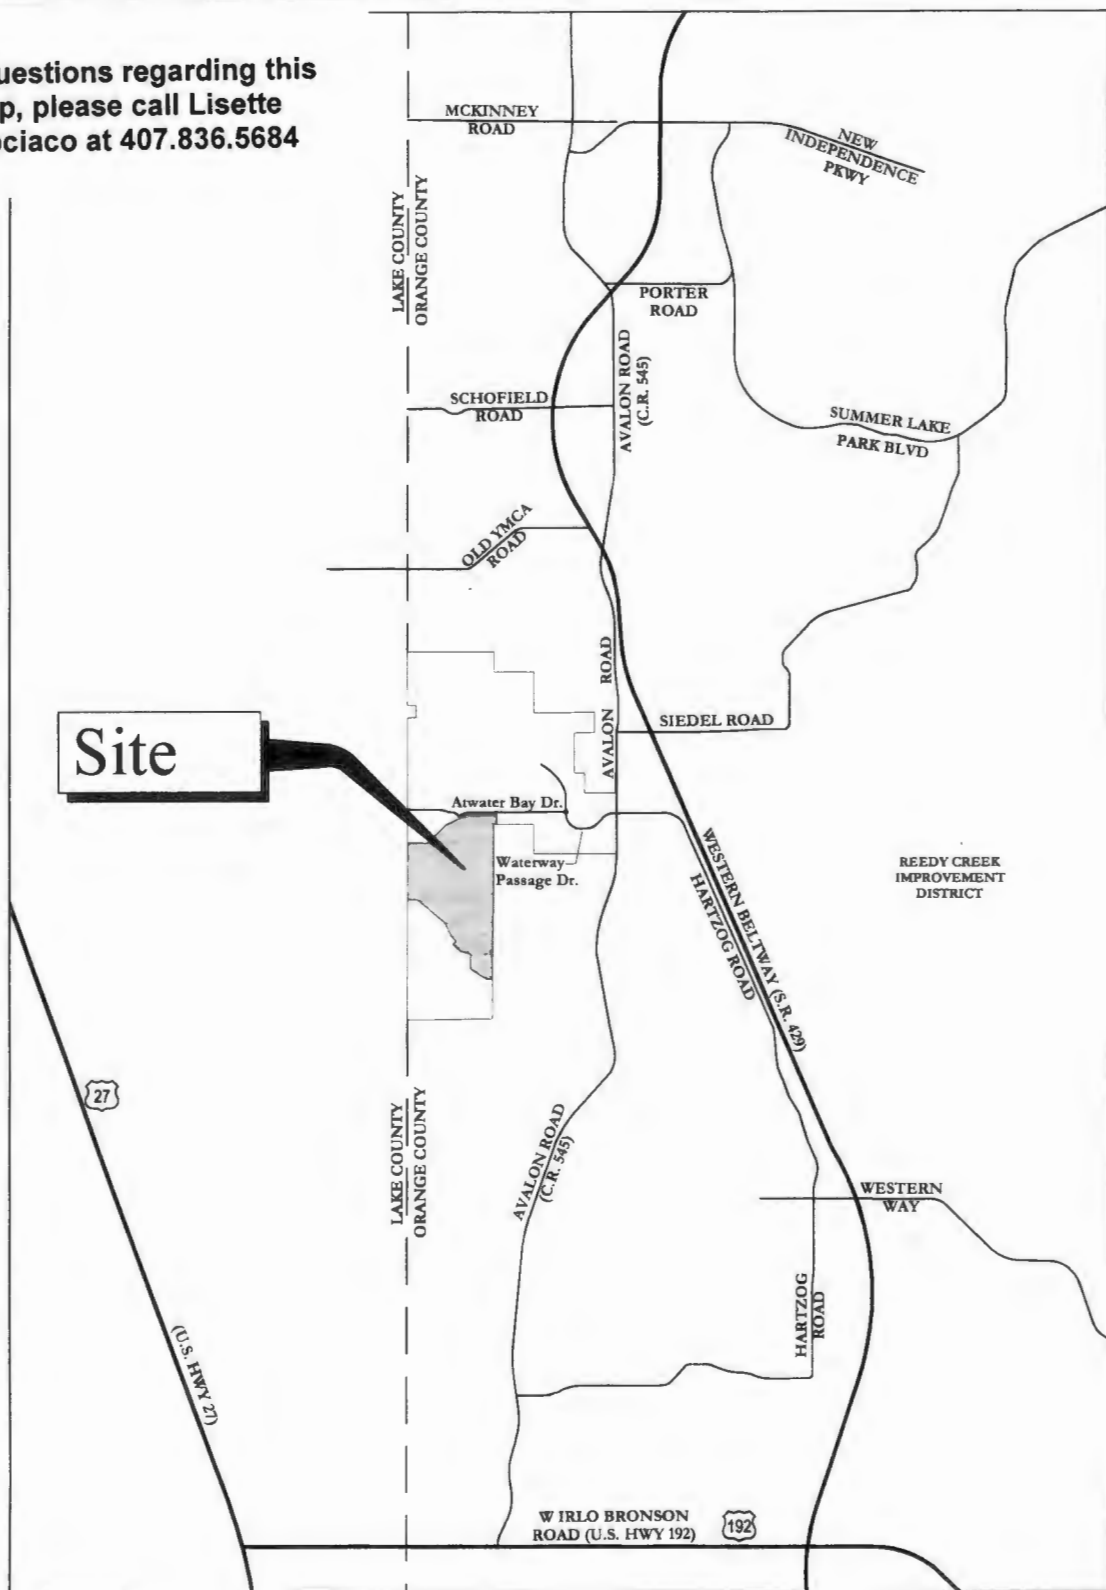 uestions regarding this
p, please call Lisette
ociaco at 407.836.5684
MCKINNEY
ROAD
NEW
INDEPENDENCE
PKWY
LAKE COUNTY
ORANGE COUNTY
PORTER
ROAD
AVALON ROAD
(C.R. 545)
SCHOFIELD
ROAD
SUMMER LAKE
PARK BLVD
OLD YMCA
ROAD
AVALON ROAD
SIEDEL ROAD
Site
Atwater Bay Dr.
Waterway
Passage Dr.
WESTERN BELTWAY (S.R. 429)
HARTZOG ROAD
REEDY CREEK
IMPROVEMENT
DISTRICT
27
LAKE COUNTY
ORANGE COUNTY
AVALON ROAD
(C.R. 545)
WESTERN
WAY
HARTZOG
ROAD
(U.S. HWY 27)
W IRLO BRONSON
ROAD (U.S. HWY 192)
192